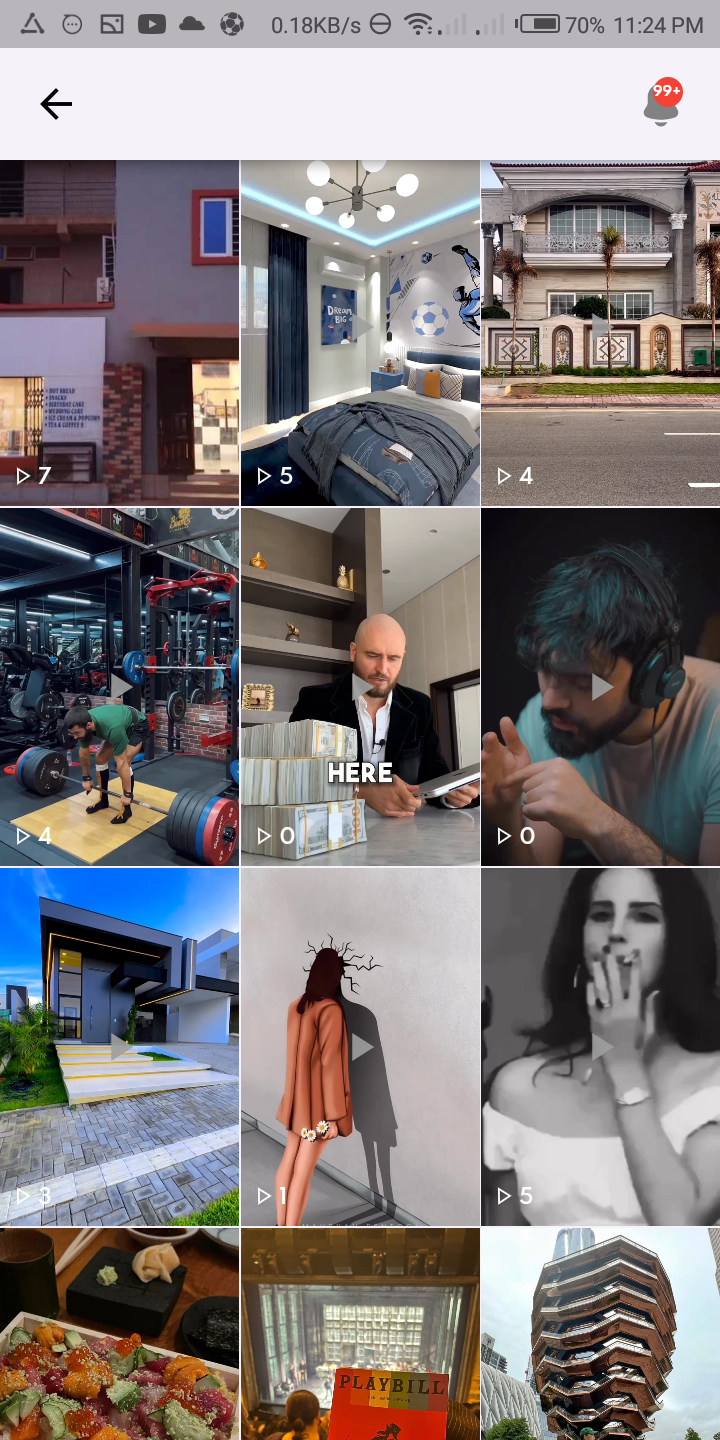 0.18KB/s
70% 11:24 PM
99+
HOT BREAD
SNACKS
BIRTHDAY CAKE
WEDDING CAKE
ICE CREAM & POPCORN
TEA & COFFEE
7
DREAM
BIG
5
4
4
HERE
0
0
3
1
5
PLAYBILL